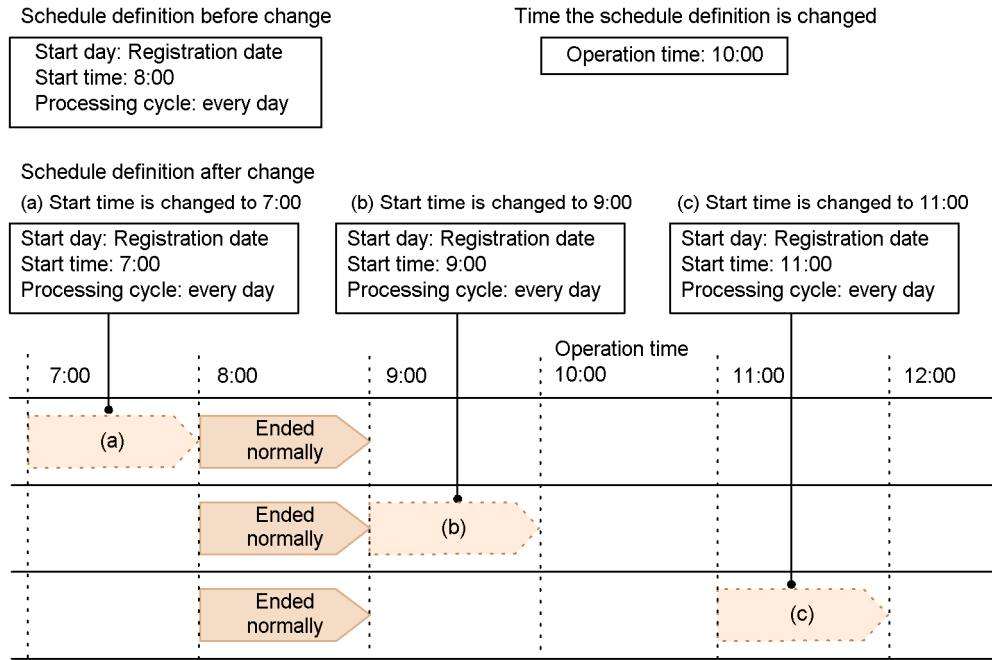 Schedule definition before change
Start day: Registration date
Start time: 8:00
Processing cycle: every day
Time the schedule definition is changed
Operation time: 10:00
Schedule definition after change
(a) Start time is changed to 7:00
Start day: Registration date
Start time: 7:00
Processing cycle: every day
(b) Start time is changed to 9:00
Start day: Registration date
Start time: 9:00
Processing cycle: every day
(c) Start time is changed to 11:00
Start day: Registration date
Start time: 11:00
Processing cycle: every day
Operation time
7:00 8:00 9:00 10:00 11:00 12:00
(a)
Ended
normally
Ended
normally
(b)
Ended
normally
(c)